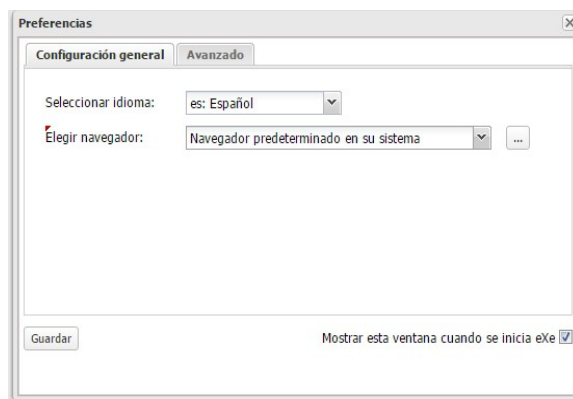 Preferencias
Configuración general Avanzado
Seleccionar idioma: es: Español
Elegir navegador: Navegador predeterminado en su sistema ...
Guardar Mostrar esta ventana cuando se inicia eXe